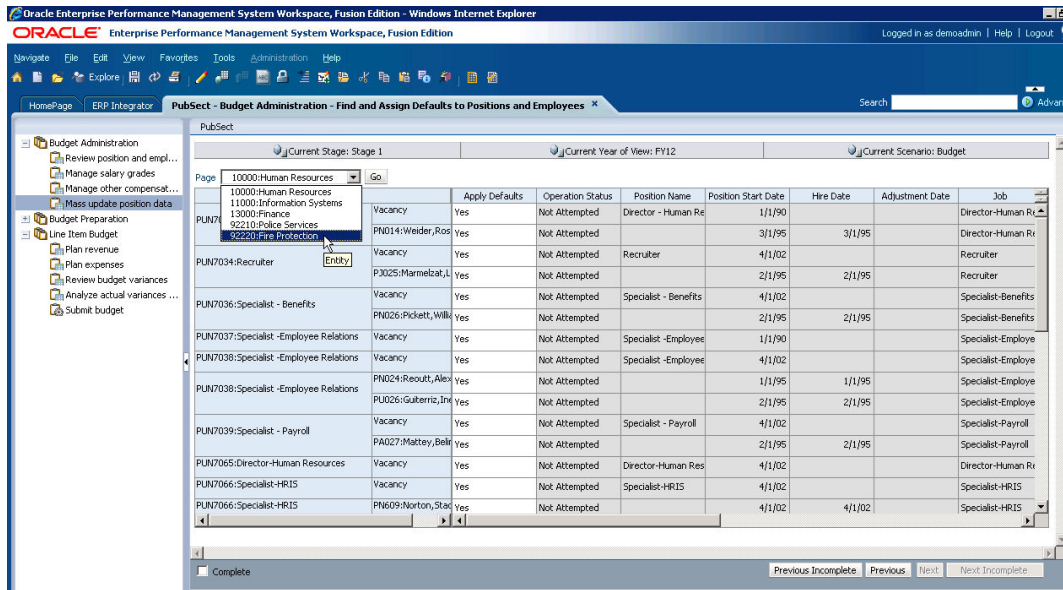 Oracle Enterprise Performance Management System Workspace, Fusion Edition - Windows Internet Explorer
ORACLE Enterprise Performance Management System Workspace, Fusion Edition
Logged in as demoadmin | Help | Logout
Navigate File Edit View Favorites Tools Administration Help
Explore
HomePage ERP Integrator PubSect - Budget Administration - Find and Assign Defaults to Positions and Employees × Search Advan
PubSect
Budget Administration
Review position and empl...
Manage salary grades
Manage other compensat...
Mass update position data
Budget Preparation
Line Item Budget
Plan revenue
Plan expenses
Review budget variances
Analyze actual variances ...
Submit budget
Current Stage: Stage 1 Current Year of View: FY12 Current Scenario: Budget
Page 10000:Human Resources Go
10000:Human Resources
11000:Information Systems
13000:Finance
92210:Police Services
92220:Fire Protection
Entity
Apply Defaults Operation Status Position Name Position Start Date Hire Date Adjustment Date Job
PUN70 Vacancy Yes Not Attempted Director - Human Re 1/1/90 Director-Human Re
PN014:Weider,Ros Yes Not Attempted 3/1/95 3/1/95 Director-Human Re
PUN7034:Recruiter Vacancy Yes Not Attempted Recruiter 4/1/02 Recruiter
PJ025:Marmelzat,L Yes Not Attempted 2/1/95 2/1/95 Recruiter
PUN7036:Specialist - Benefits Vacancy Yes Not Attempted Specialist - Benefits 4/1/02 Specialist-Benefits
PN026:Pickett,Willi Yes Not Attempted 2/1/95 2/1/95 Specialist-Benefits
PUN7037:Specialist -Employee Relations Vacancy Yes Not Attempted Specialist -Employee 1/1/90 Specialist-Employe
PUN7038:Specialist -Employee Relations Vacancy Yes Not Attempted Specialist -Employee 4/1/02 Specialist-Employe
PUN7038:Specialist -Employee Relations PN024:Reoutt,Alex Yes Not Attempted 1/1/95 1/1/95 Specialist-Employe
PU026:Guiterriz,Ine Yes Not Attempted 2/1/95 2/1/95 Specialist-Employe
PUN7039:Specialist - Payroll Vacancy Yes Not Attempted Specialist - Payroll 4/1/02 Specialist-Payroll
PA027:Mattey,Belin Yes Not Attempted 2/1/95 2/1/95 Specialist-Payroll
PUN7065:Director-Human Resources Vacancy Yes Not Attempted Director-Human Res 4/1/02 Director-Human Re
PUN7066:Specialist-HRIS Vacancy Yes Not Attempted Specialist-HRIS 4/1/02 Specialist-HRIS
PUN7066:Specialist-HRIS PN609:Norton,Stac Yes Not Attempted 4/1/02 4/1/02 Specialist-HRIS
Complete Previous Incomplete Previous Next Next Incomplete